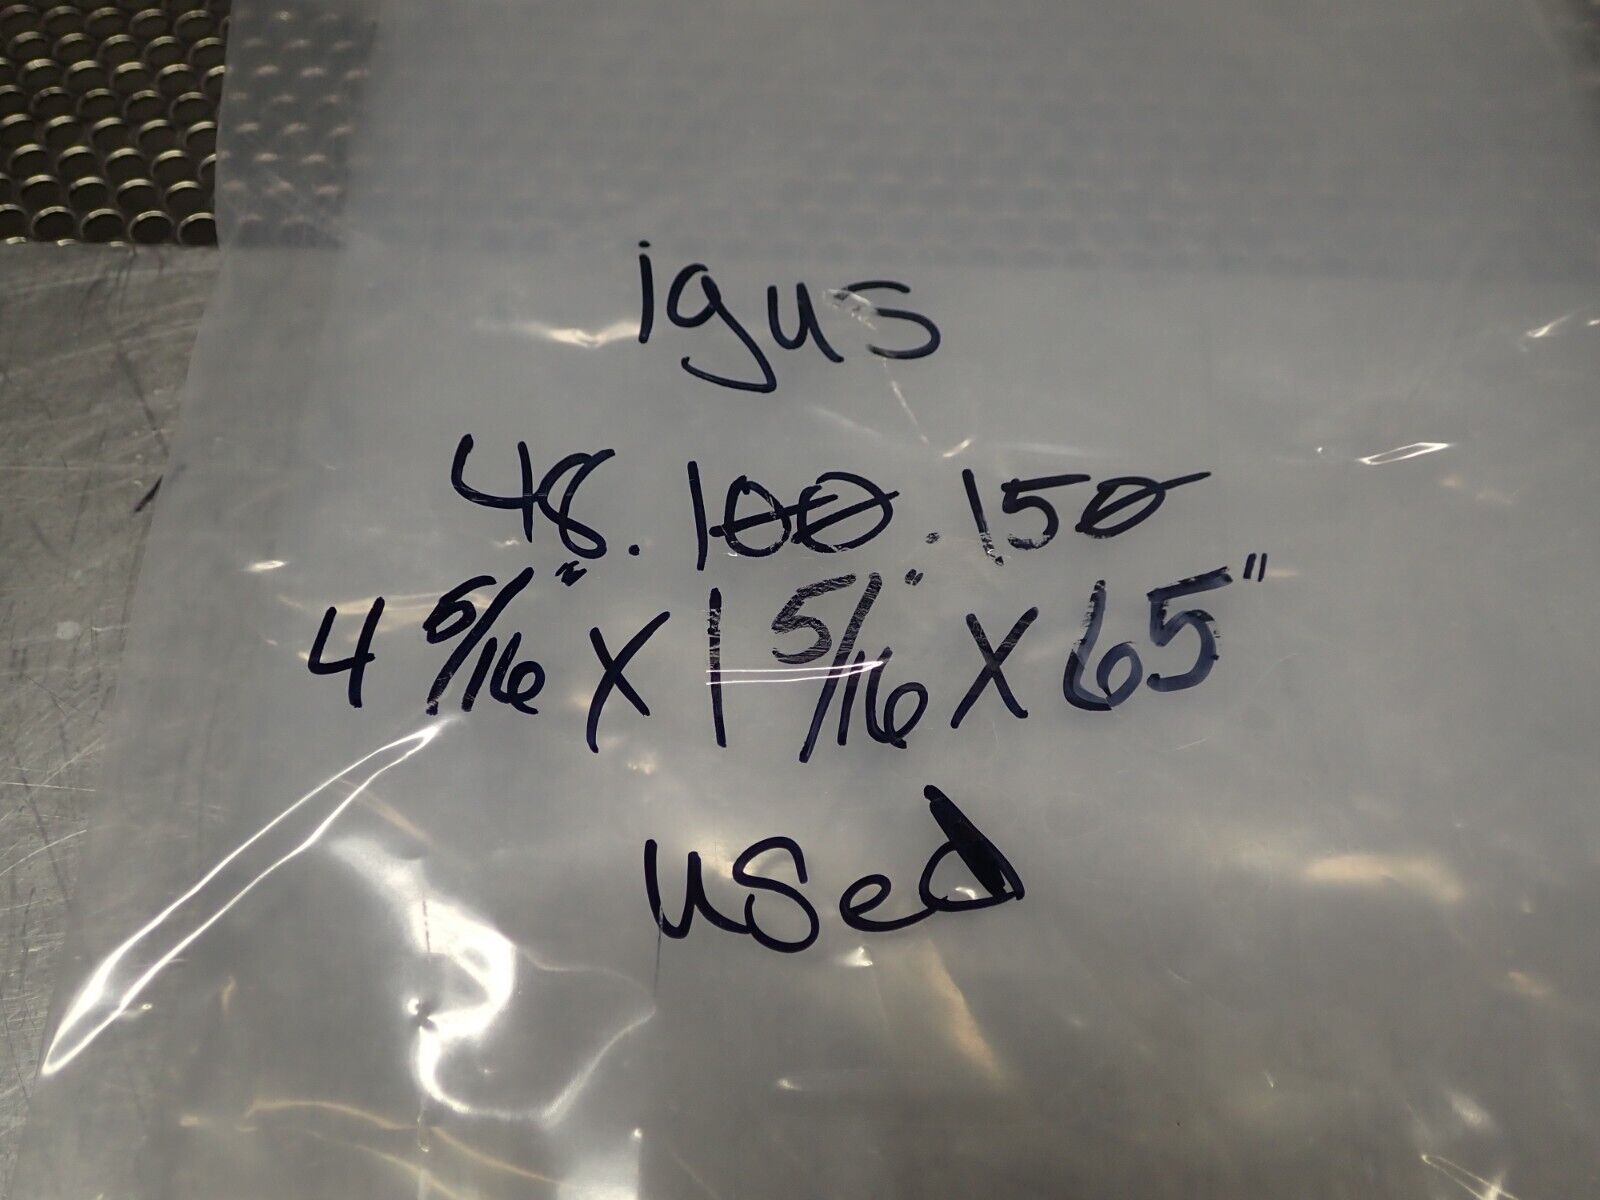 igus
48.100.150
4 5/16" X 1 5/16" X 65"
used